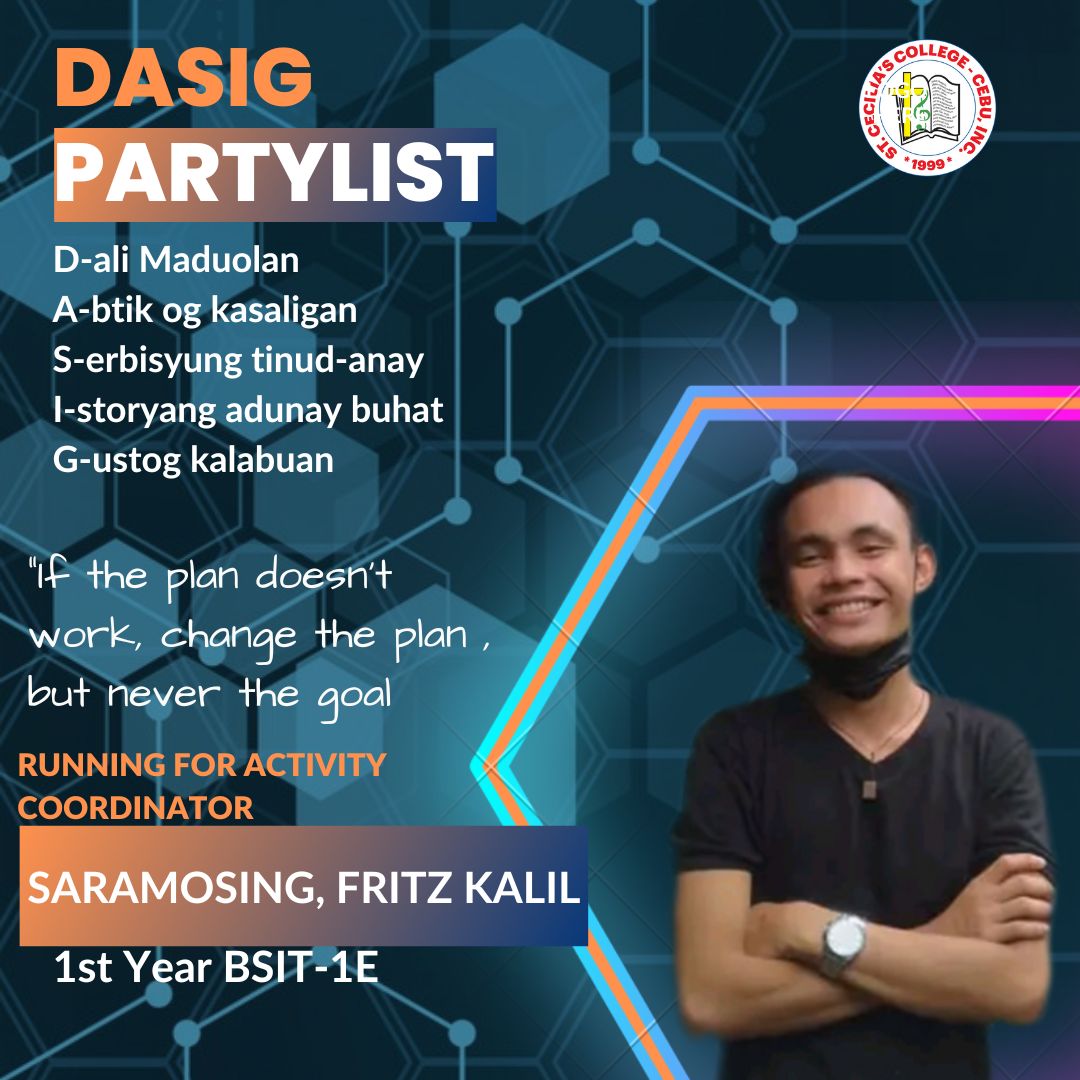 DASIG
PARTYLIST
D-ali Maduolan
A-btik og kasaligan
S-erbisyung tinud-anay
I-storyang adunay buhat
G-ustog kalabuan
"If the plan doesn't
work, change the plan ,
but never the goal
RUNNING FOR ACTIVITY
COORDINATOR
SARAMOSING, FRITZ KALIL
1st Year BSIT-1E
ST. CECILIA'S COLLEGE - CEBU, INC.
* 1999 *